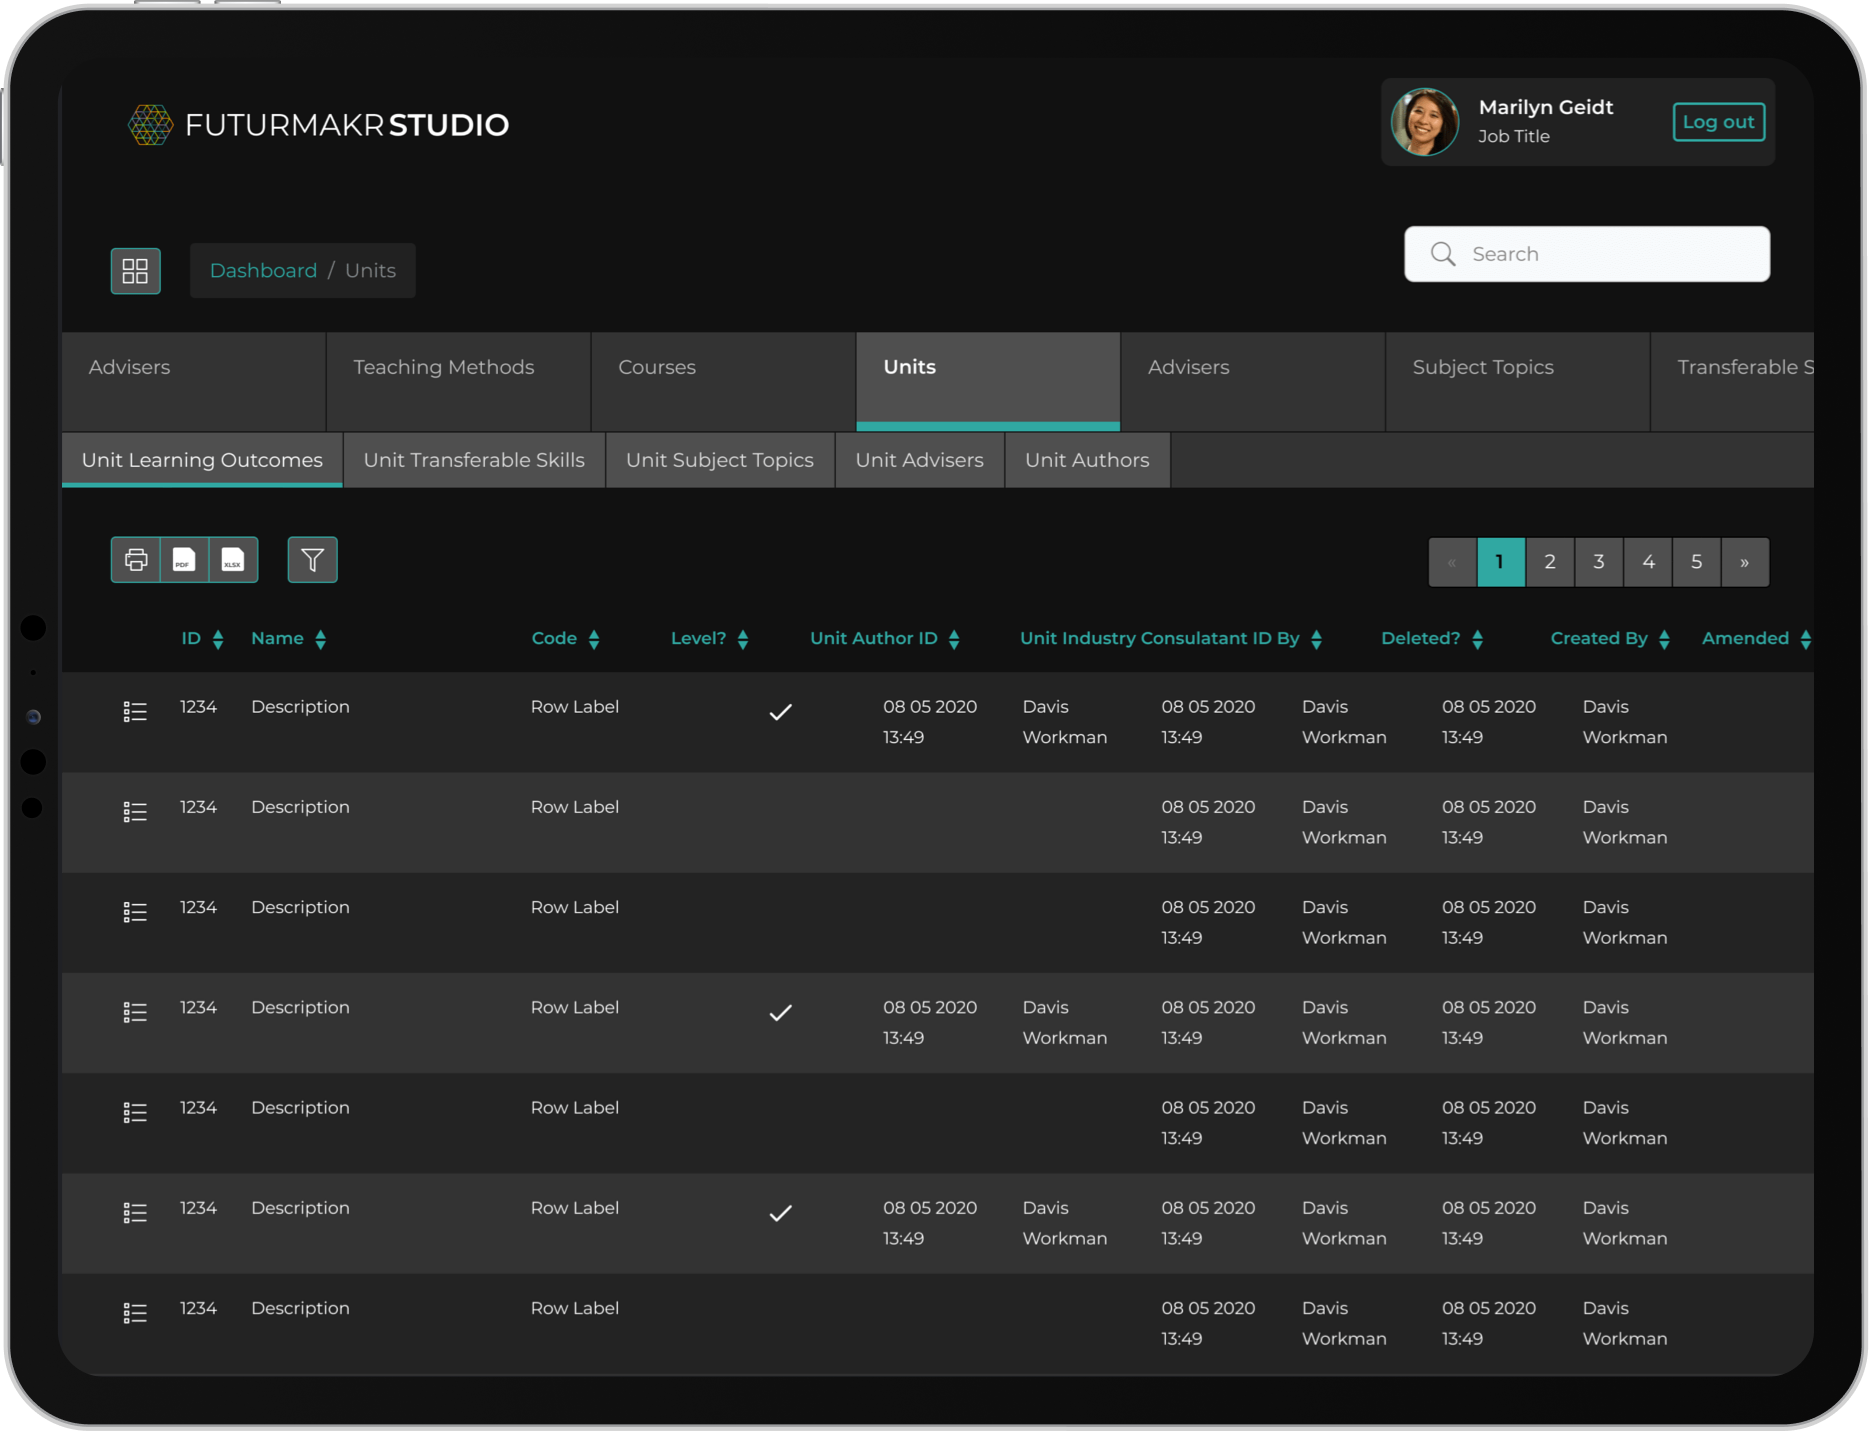 FUTURMAKR STUDIO
Marilyn Geidt
Job Title
Log out
Dashboard / Units
Search
Advisers Teaching Methods Courses Units Advisers Subject Topics Transferable S
Unit Learning Outcomes Unit Transferable Skills Unit Subject Topics Unit Advisers Unit Authors
PDF XLSX « 1 2 3 4 5 »
ID Name Code Level? Unit Author ID Unit Industry Consulatant ID By Deleted? Created By Amended
1234 Description Row Label 08 05 2020 Davis 08 05 2020 Davis 08 05 2020 Davis
13:49 Workman 13:49 Workman 13:49 Workman
1234 Description Row Label 08 05 2020 Davis 08 05 2020 Davis
13:49 Workman 13:49 Workman
1234 Description Row Label 08 05 2020 Davis 08 05 2020 Davis
13:49 Workman 13:49 Workman
1234 Description Row Label 08 05 2020 Davis 08 05 2020 Davis 08 05 2020 Davis
13:49 Workman 13:49 Workman 13:49 Workman
1234 Description Row Label 08 05 2020 Davis 08 05 2020 Davis
13:49 Workman 13:49 Workman
1234 Description Row Label 08 05 2020 Davis 08 05 2020 Davis 08 05 2020 Davis
13:49 Workman 13:49 Workman 13:49 Workman
1234 Description Row Label 08 05 2020 Davis 08 05 2020 Davis
13:49 Workman 13:49 Workman